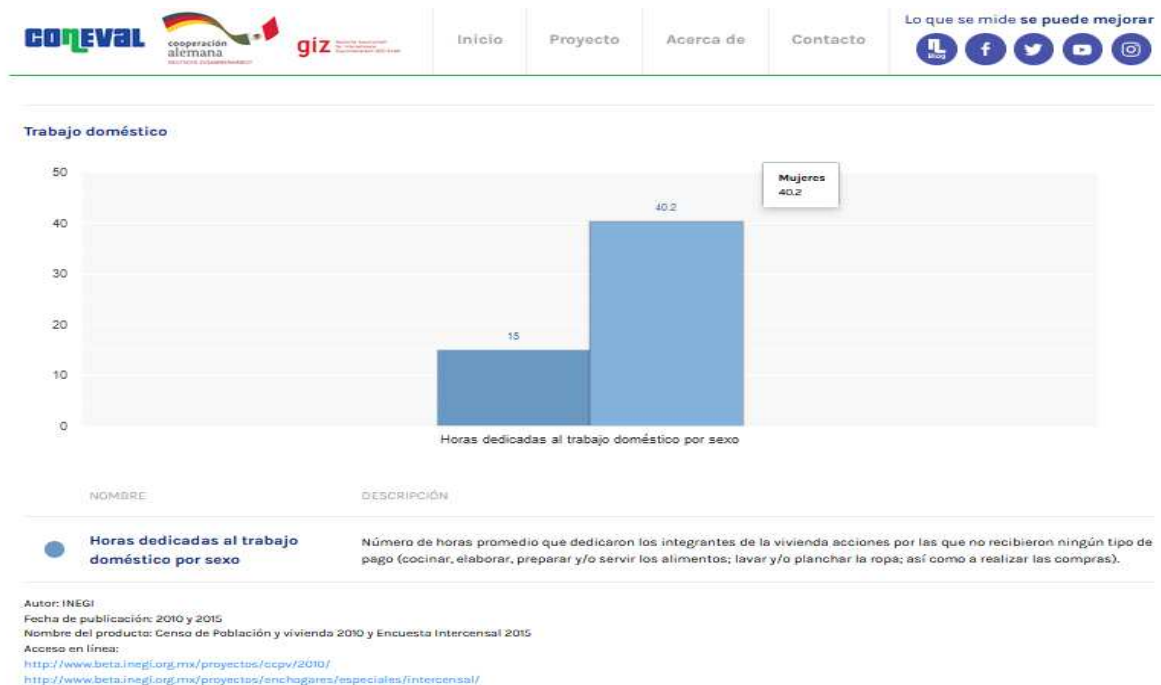 CONEVAL
cooperación
alemana
DEUTSCHE ZUSAMMENARBEIT
giz
Inicio
Proyecto
Acerca de
Contacto
Lo que se mide se puede mejorar
Blog
Trabajo doméstico
50
40
30
20
10
0
15
40.2
Mujeres
40.2
Horas dedicadas al trabajo doméstico por sexo
NOMBRE
DESCRIPCIÓN
Horas dedicadas al trabajo
doméstico por sexo
Número de horas promedio que dedicaron los integrantes de la vivienda acciones por las que no recibieron ningún tipo de
pago (cocinar, elaborar, preparar y/o servir los alimentos; lavar y/o planchar la ropa; así como a realizar las compras).
Autor: INEGI
Fecha de publicación: 2010 y 2015
Nombre del producto: Censo de Población y vivienda 2010 y Encuesta Intercensal 2015
Acceso en línea:
http://www.beta.inegi.org.mx/proyectos/ccpv/2010/
http://www.beta.inegi.org.mx/proyectos/enchogares/especiales/intercensal/